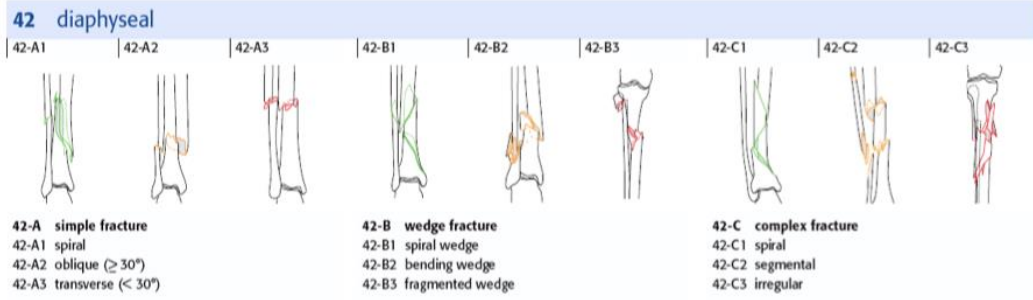 42 diaphyseal
42-A1 42-A2 42-A3 42-B1 42-B2 42-B3 42-C1 42-C2 42-C3
42-A simple fracture
42-A1 spiral
42-A2 oblique (≥ 30°)
42-A3 transverse (< 30°)
42-B wedge fracture
42-B1 spiral wedge
42-B2 bending wedge
42-B3 fragmented wedge
42-C complex fracture
42-C1 spiral
42-C2 segmental
42-C3 irregular